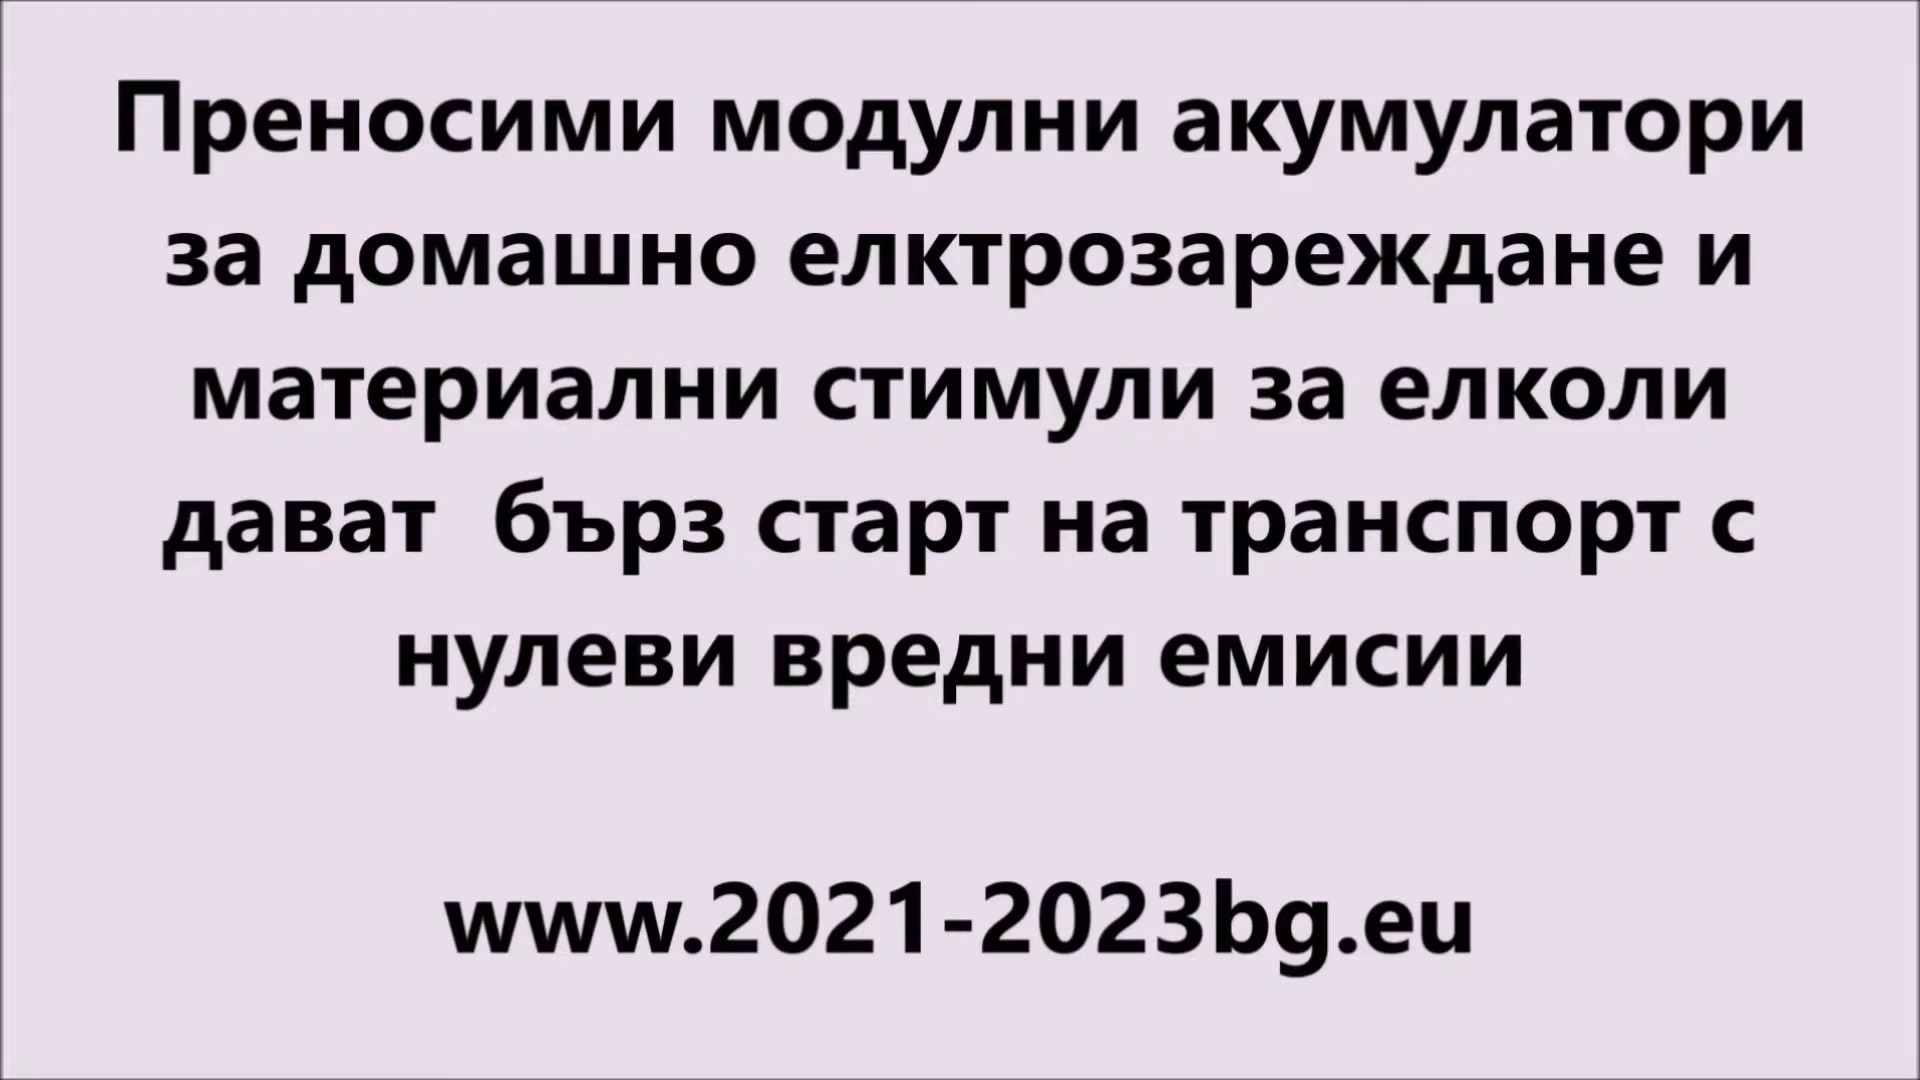 Преносими модулни акумулатори
за домашно елктрозареждане и
материални стимули за елколи
дават  бърз старт на транспорт с
нулеви вредни емисии
www.2021-2023bg.eu